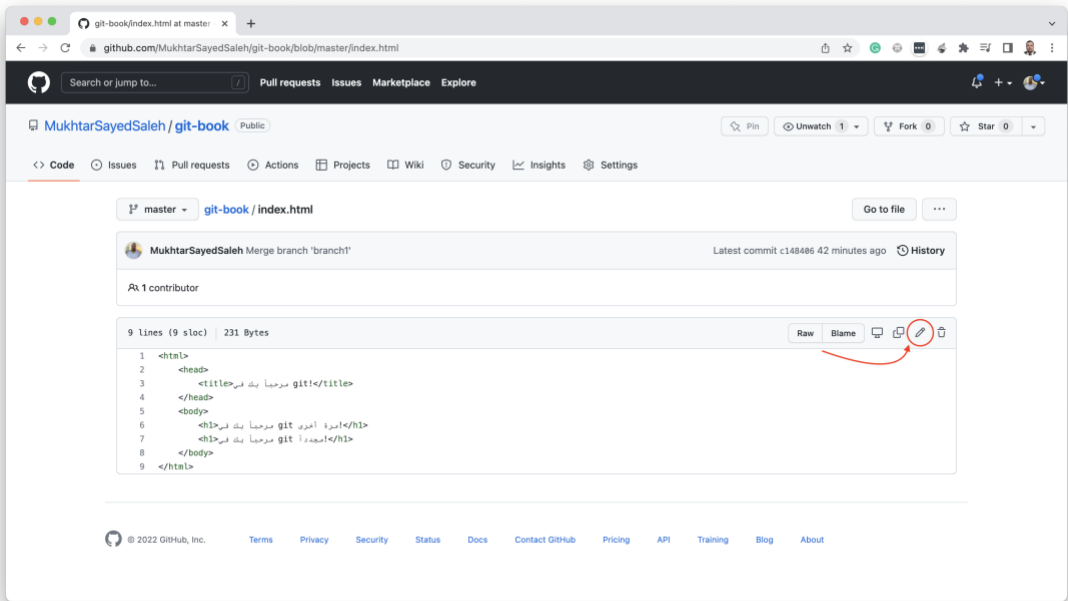 git-book/index.html at master
github.com/MukhtarSayedSaleh/git-book/blob/master/index.html
Search or jump to... / Pull requests Issues Marketplace Explore
MukhtarSayedSaleh / git-book Public Pin Unwatch 1 Fork 0 Star 0
Code Issues Pull requests Actions Projects Wiki Security Insights Settings
master git-book / index.html Go to file ...
MukhtarSayedSaleh Merge branch 'branch1' Latest commit c148406 42 minutes ago History
1 contributor
9 lines (9 sloc) 231 Bytes Raw Blame
1 <html>
2 <head>
3 <title>مرحباً بك في git!</title>
4 </head>
5 <body>
6 <h1>مرحباً بك في git مرة أخرى!</h1>
7 <h1>مرحباً بك في git مجدداً!</h1>
8 </body>
9 </html>
© 2022 GitHub, Inc. Terms Privacy Security Status Docs Contact GitHub Pricing API Training Blog About